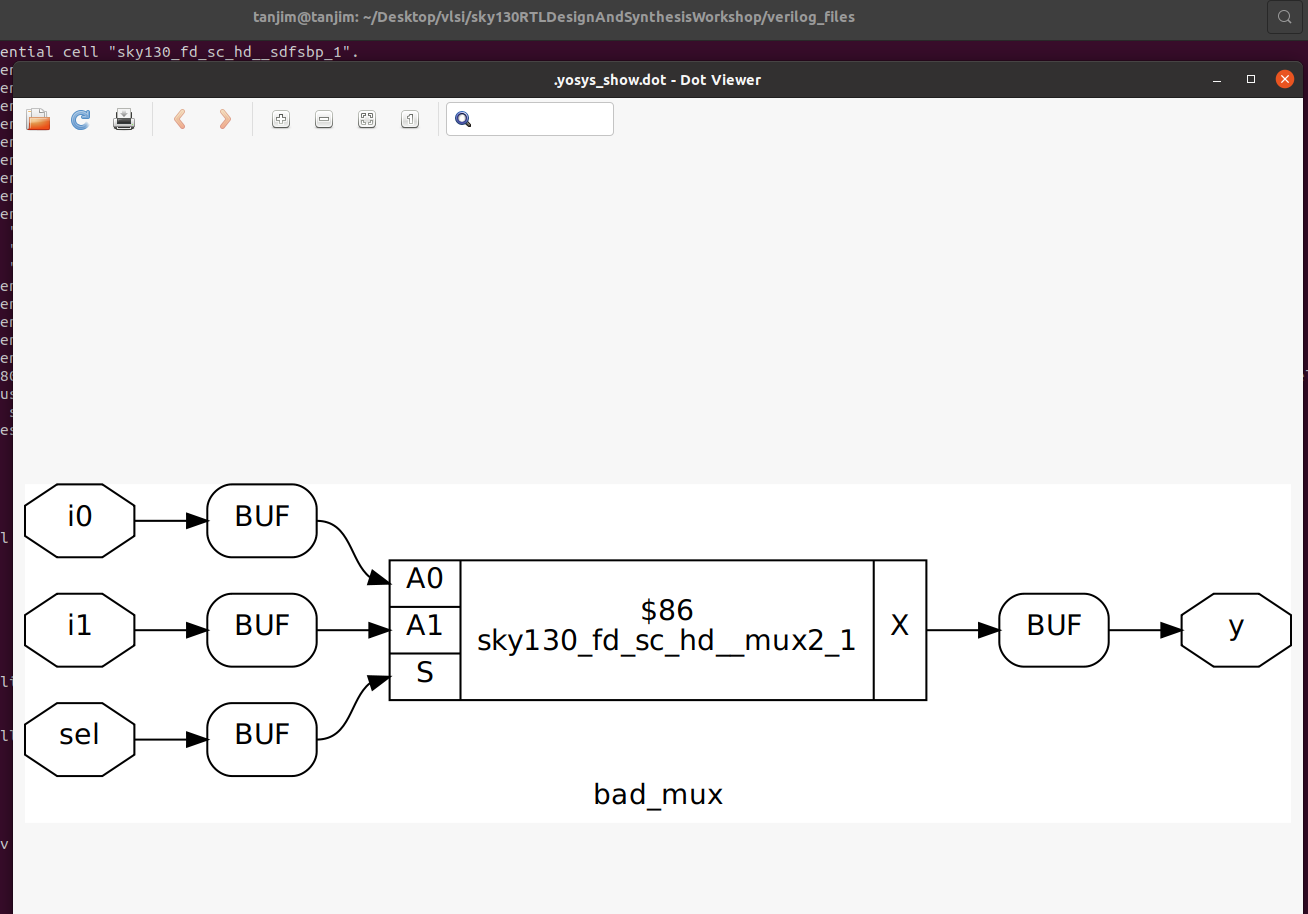 tanjim@tanjim: ~/Desktop/vlsi/sky130RTLDesignAndSynthesisWorkshop/verilog_files
ential cell "sky130_fd_sc_hd__sdfsbp_1".
.yosys_show.dot - Dot Viewer
i0
BUF
A0
i1
BUF
A1
$86
sky130_fd_sc_hd__mux2_1
X
BUF
y
S
sel
BUF
bad_mux